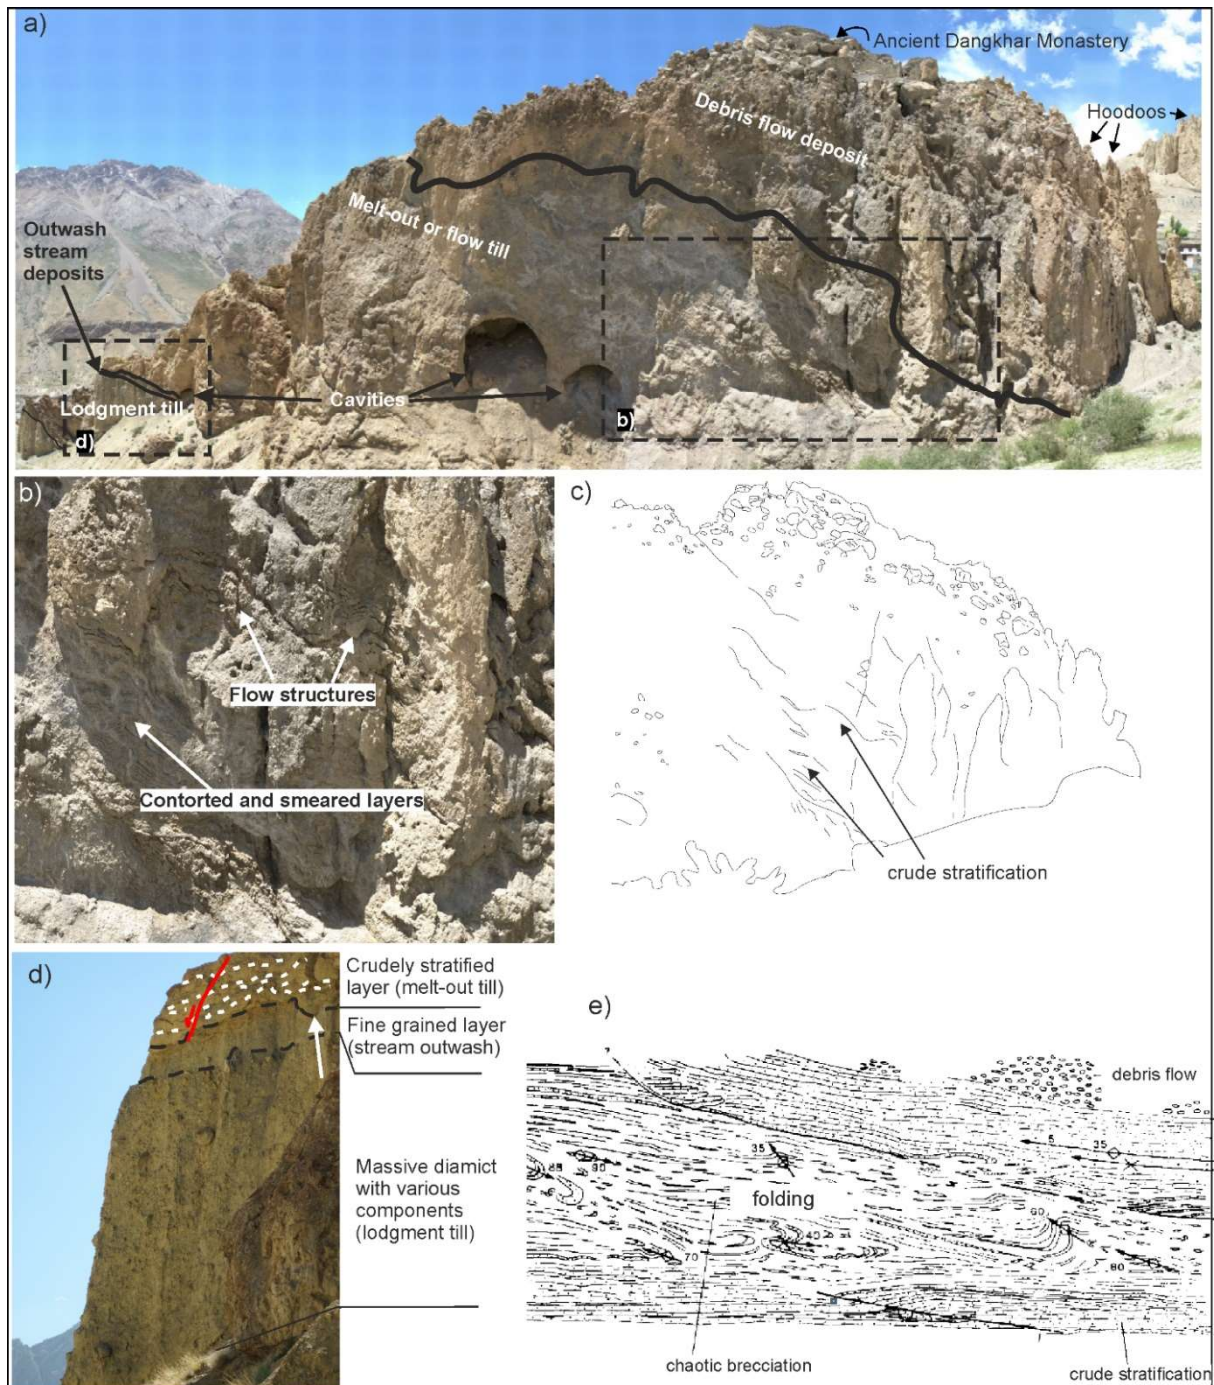 a)
Ancient Dangkhar Monastery
Hoodoos
Debris flow deposit
Melt-out or flow till
Outwash
stream
deposits
Lodgment till
Cavities
d)
b)
b)
Flow structures
Contorted and smeared layers
c)
crude stratification
d)
Crudely stratified
layer (melt-out till)
Fine grained layer
(stream outwash)
Massive diamict
with various
components
(lodgment till)
e)
debris flow
35
5
35
folding
60
70
40
80
chaotic brecciation
crude stratification